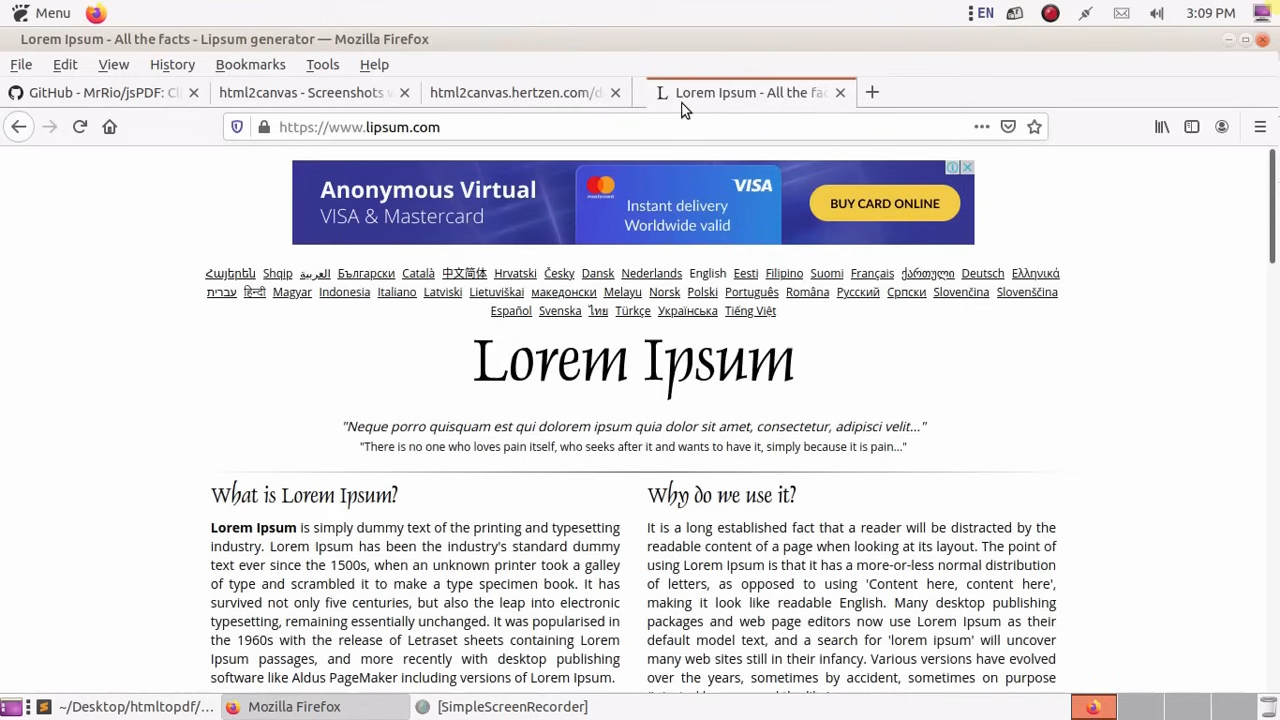 Menu EN 3:09 PM
Lorem Ipsum - All the facts - Lipsum generator — Mozilla Firefox
File Edit View History Bookmarks Tools Help
GitHub - MrRio/jsPDF: Cl html2canvas - Screenshots w html2canvas.hertzen.com/d L Lorem Ipsum - All the fac
https://www.lipsum.com
Anonymous Virtual
VISA & Mastercard
mastercard
VISA
Instant delivery
Worldwide valid
BUY CARD ONLINE
Հայերեն Shqip العربية Български Català 中文简体 Hrvatski Česky Dansk Nederlands English Eesti Filipino Suomi Français ქართული Deutsch Ελληνικά
עברית हिन्दी Magyar Indonesia Italiano Latviski Lietuviškai македонски Melayu Norsk Polski Português Româna Русский Српски Slovenčina Slovenščina
Español Svenska ไทย Türkçe Українська Tiếng Việt
Lorem Ipsum
"Neque porro quisquam est qui dolorem ipsum quia dolor sit amet, consectetur, adipisci velit..."
"There is no one who loves pain itself, who seeks after it and wants to have it, simply because it is pain..."
What is Lorem Ipsum?
Lorem Ipsum is simply dummy text of the printing and typesetting
industry. Lorem Ipsum has been the industry's standard dummy
text ever since the 1500s, when an unknown printer took a galley
of type and scrambled it to make a type specimen book. It has
survived not only five centuries, but also the leap into electronic
typesetting, remaining essentially unchanged. It was popularised in
the 1960s with the release of Letraset sheets containing Lorem
Ipsum passages, and more recently with desktop publishing
software like Aldus PageMaker including versions of Lorem Ipsum.
Why do we use it?
It is a long established fact that a reader will be distracted by the
readable content of a page when looking at its layout. The point of
using Lorem Ipsum is that it has a more-or-less normal distribution
of letters, as opposed to using 'Content here, content here',
making it look like readable English. Many desktop publishing
packages and web page editors now use Lorem Ipsum as their
default model text, and a search for 'lorem ipsum' will uncover
many web sites still in their infancy. Various versions have evolved
over the years, sometimes by accident, sometimes on purpose
~/Desktop/htmltopdf/... Mozilla Firefox [SimpleScreenRecorder]